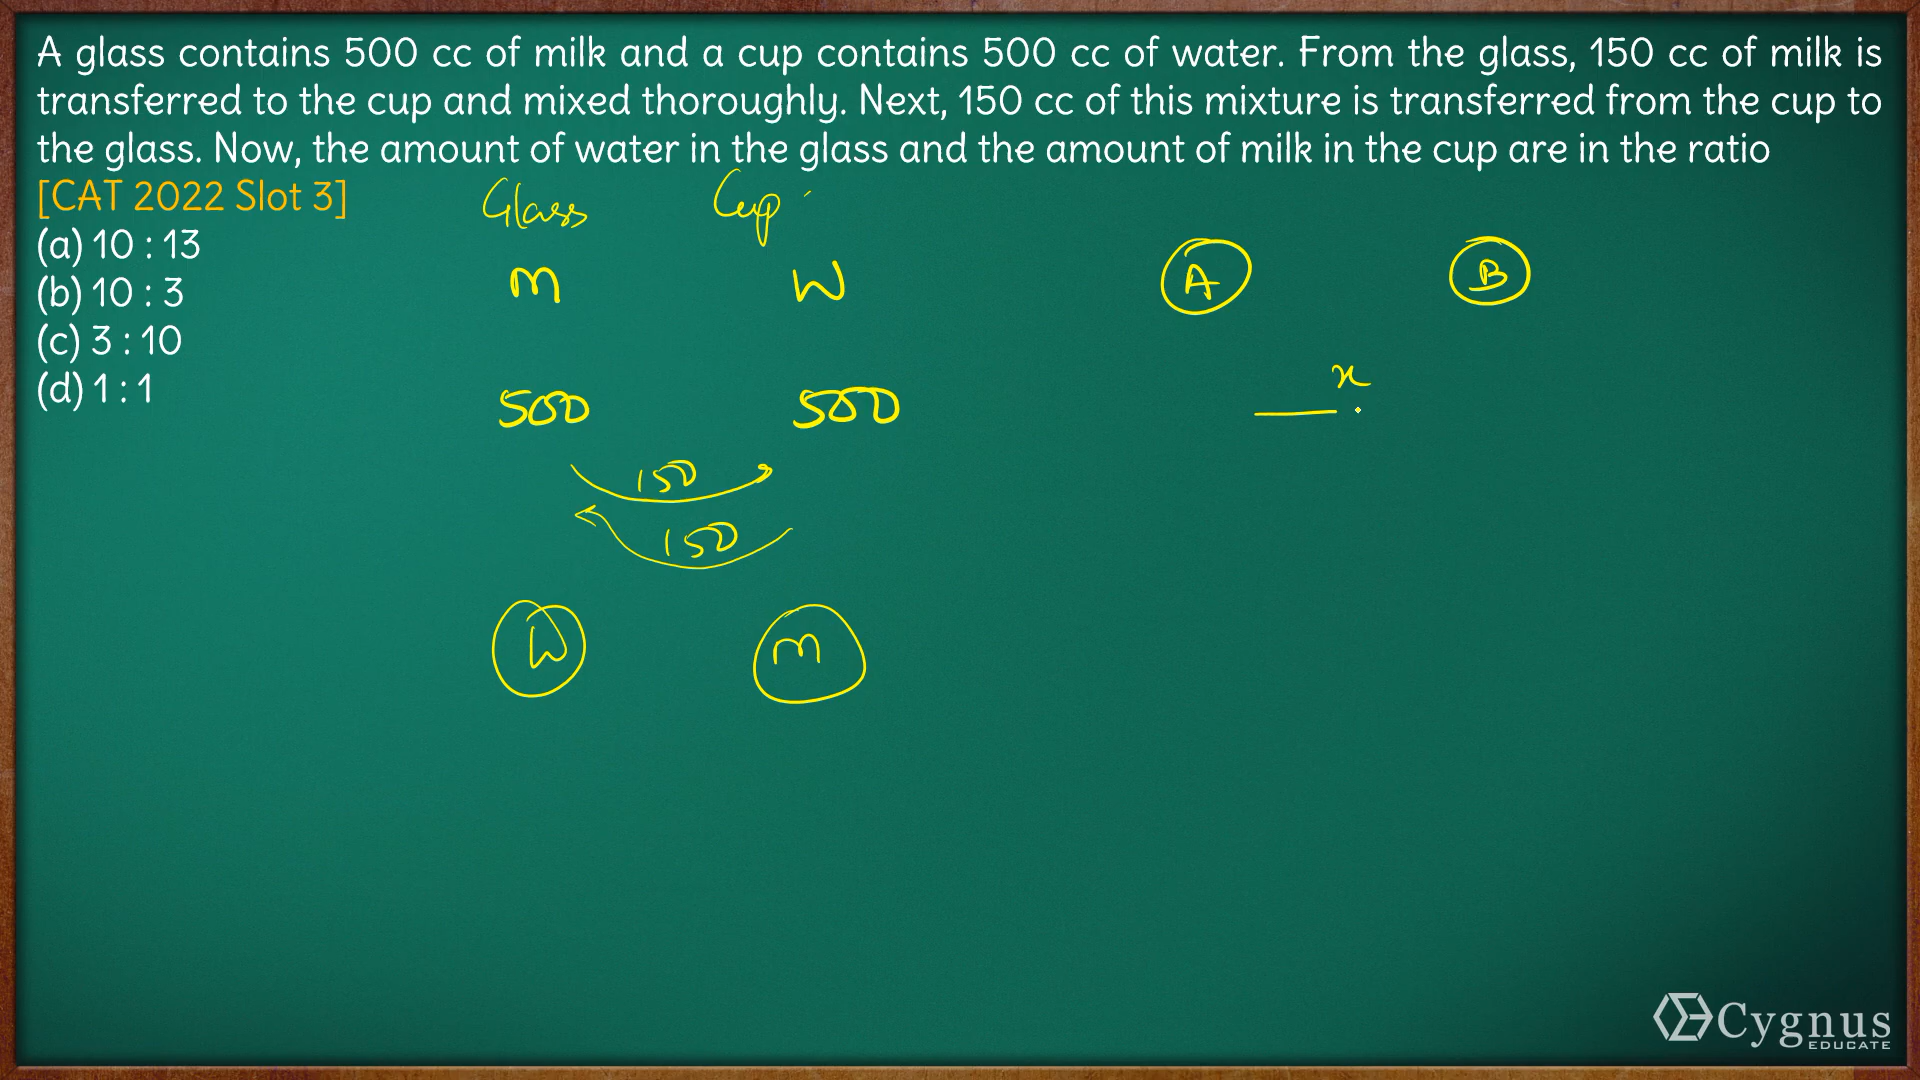 A glass contains 500 cc of milk and a cup contains 500 cc of water. From the glass, 150 cc of milk is
transferred to the cup and mixed thoroughly. Next, 150 cc of this mixture is transferred from the cup to
the glass. Now, the amount of water in the glass and the amount of milk in the cup are in the ratio
[CAT 2022 Slot 3]
(a) 10 : 13
(b) 10 : 3
(c) 3 : 10
(d) 1 : 1
Glass Cup
m W
A B
x
500 500
150
150
W m
Cygnus
EDUCATE